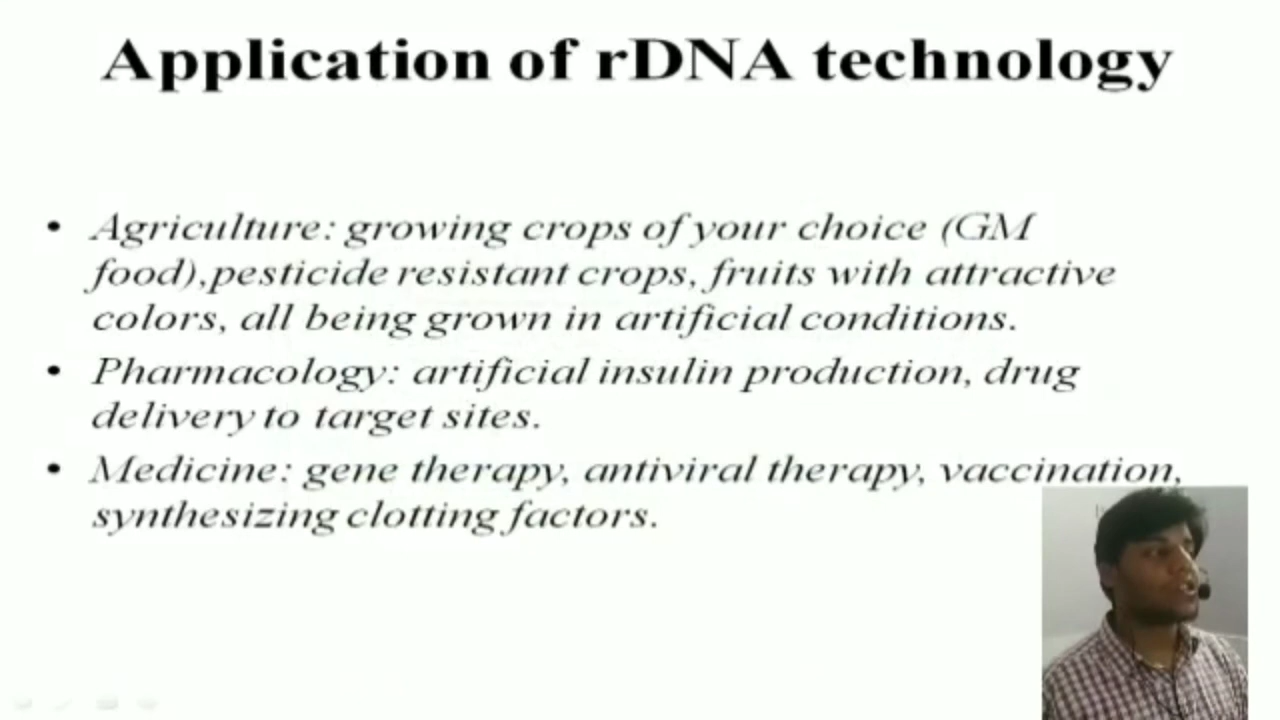 Application of rDNA technology
• Agriculture: growing crops of your choice (GM
food),pesticide resistant crops, fruits with attractive
colors, all being grown in artificial conditions.
• Pharmacology: artificial insulin production, drug
delivery to target sites.
• Medicine: gene therapy, antiviral therapy, vaccination,
synthesizing clotting factors.